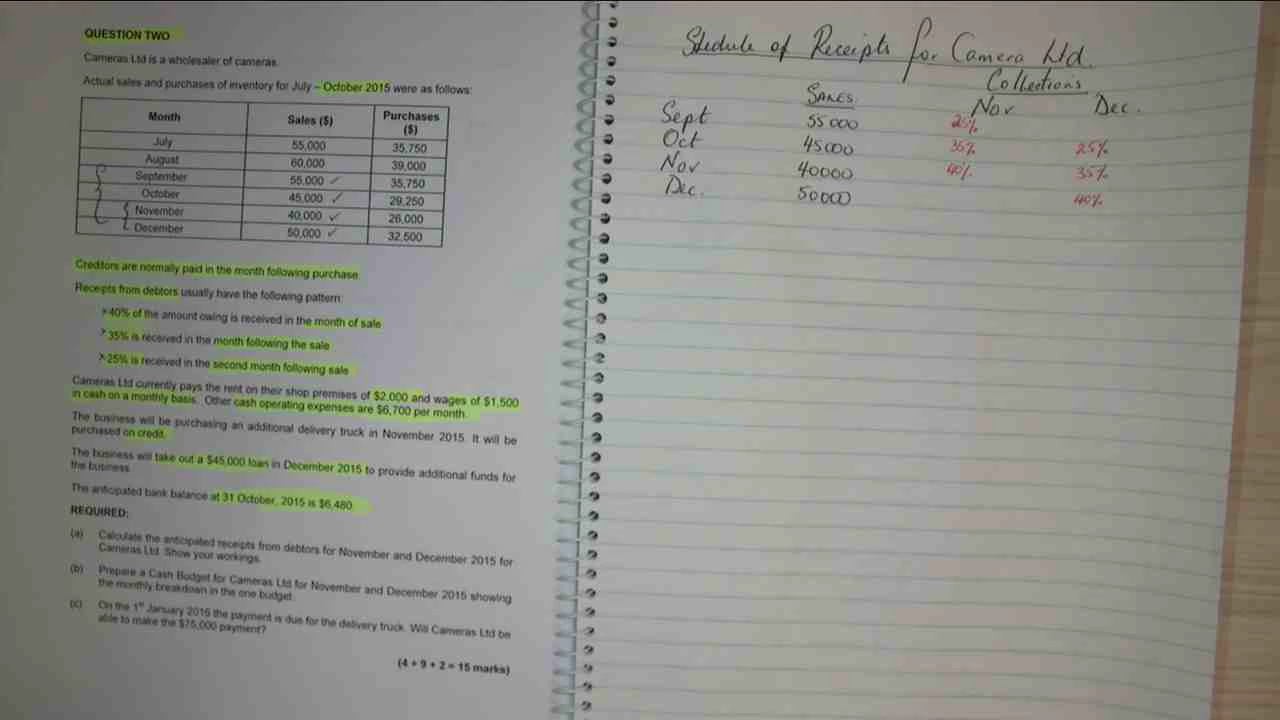 QUESTION TWO
Cameras Ltd is a wholesaler of cameras.
Actual sales and purchases of inventory for July – October 2015 were as follows:
Month Sales ($) Purchases ($)
July 55,000 35,750
August 60,000 39,000
September 55,000 ✓ 35,750
October 45,000 ✓ 29,250
November 40,000 ✓ 26,000
December 50,000 ✓ 32,500
Creditors are normally paid in the month following purchase.
Receipts from debtors usually have the following pattern:
40% of the amount owing is received in the month of sale
35% is received in the month following the sale
25% is received in the second month following sale
Cameras Ltd currently pays the rent on their shop premises of $2,000 and wages of $1,500
in cash on a monthly basis. Other cash operating expenses are $6,700 per month.
The business will be purchasing an additional delivery truck in November 2015. It will be
purchased on credit.
The business will take out a $45,000 loan in December 2015 to provide additional funds for
the business.
The anticipated bank balance at 31 October, 2015 is $6,480.
REQUIRED:
(a) Calculate the anticipated receipts from debtors for November and December 2015 for
Cameras Ltd. Show your workings.
(b) Prepare a Cash Budget for Cameras Ltd for November and December 2015 showing
the monthly breakdown in the one budget.
(c) On the 1st January 2016 the payment is due for the delivery truck. Will Cameras Ltd be
able to make the $75,000 payment?
(4 + 9 + 2 = 15 marks)
Shedule of Receipts for Camera Ltd.
Collections
SALES Nov Dec.
Sept 55000 25%
Oct 45000 35% 25%
Nov 40000 40% 35%
Dec. 50000 40%